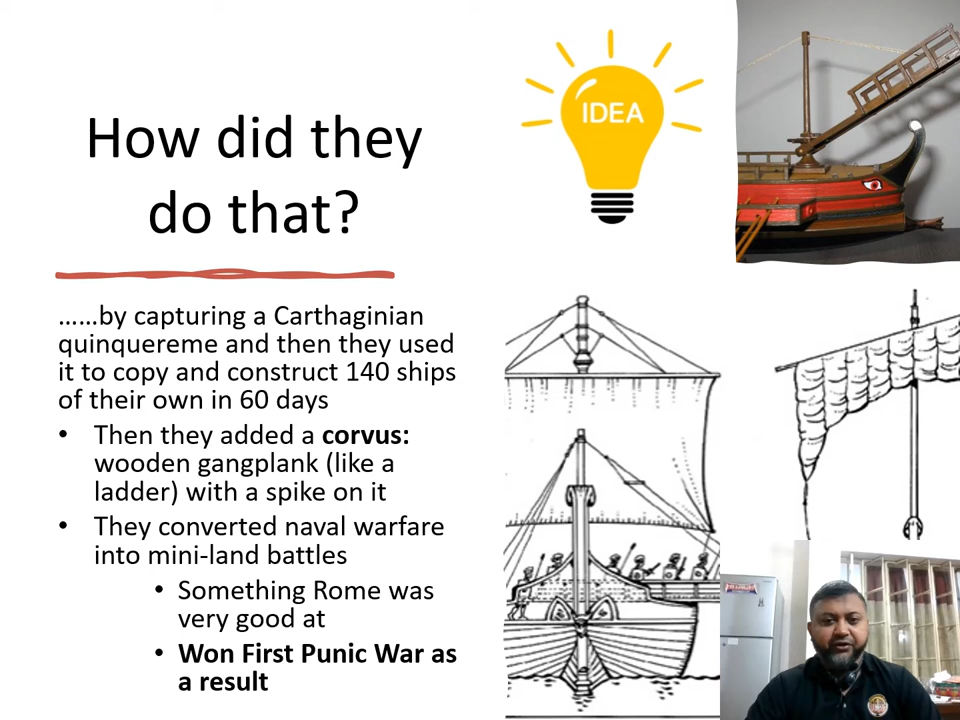 IDEA
How did they
do that?
……by capturing a Carthaginian
quinquereme and then they used
it to copy and construct 140 ships
of their own in 60 days
• Then they added a corvus:
wooden gangplank (like a
ladder) with a spike on it
• They converted naval warfare
into mini-land battles
• Something Rome was
very good at
• Won First Punic War as
a result